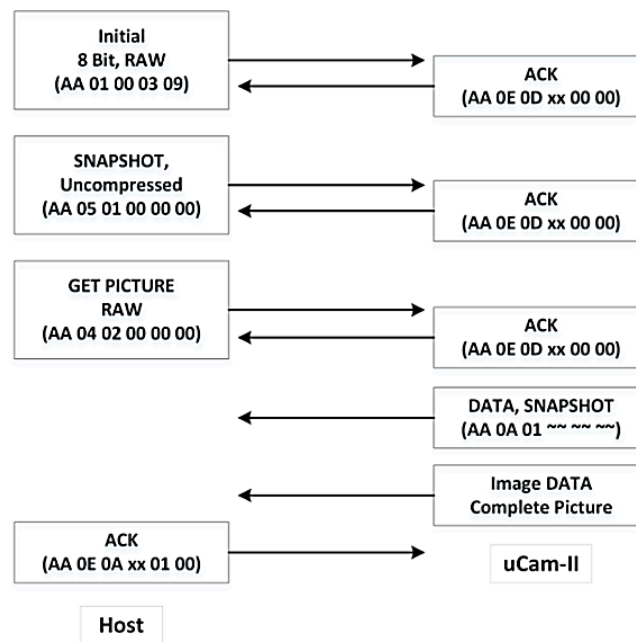 Initial
8 Bit, RAW
(AA 01 00 03 09)
ACK
(AA 0E 0D xx 00 00)
SNAPSHOT,
Uncompressed
(AA 05 01 00 00 00)
ACK
(AA 0E 0D xx 00 00)
GET PICTURE
RAW
(AA 04 02 00 00 00)
ACK
(AA 0E 0D xx 00 00)
DATA, SNAPSHOT
(AA 0A 01 ~~ ~~ ~~)
Image DATA
Complete Picture
ACK
(AA 0E 0A xx 01 00)
uCam-II
Host